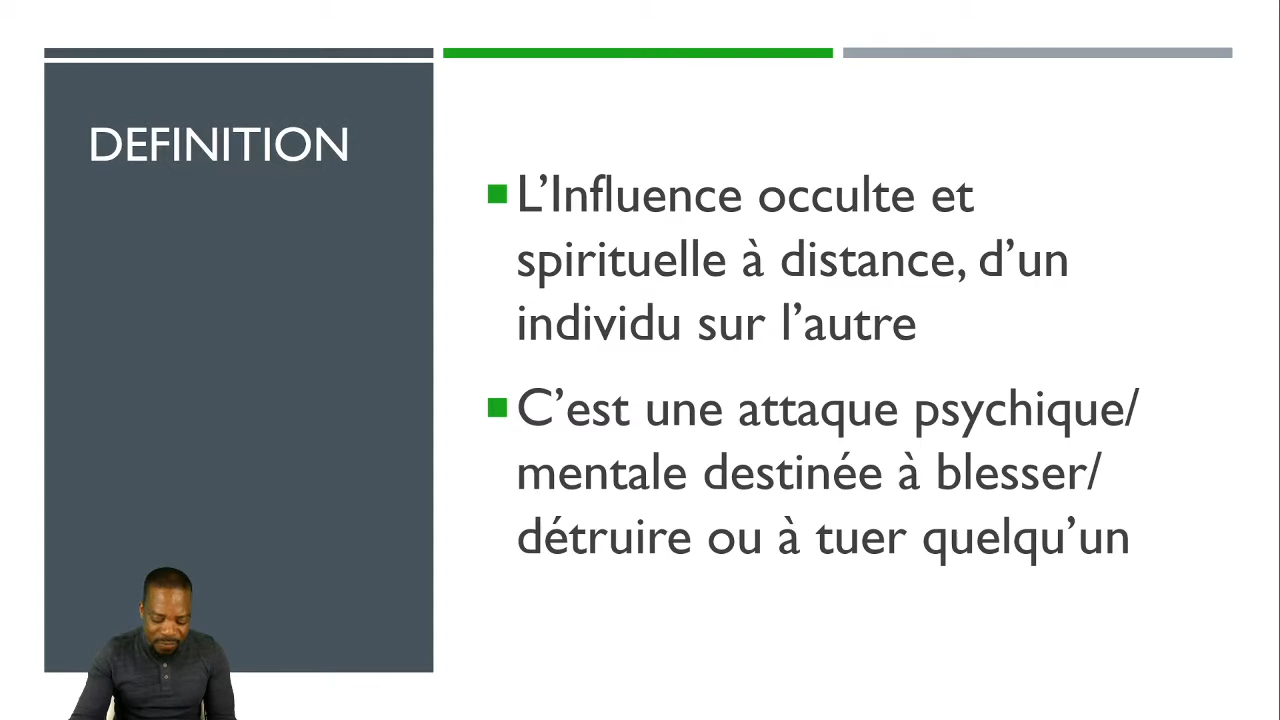 DEFINITION
L’Influence occulte et
spirituelle à distance, d’un
individu sur l’autre
C’est une attaque psychique/
mentale destinée à blesser/
détruire ou à tuer quelqu’un